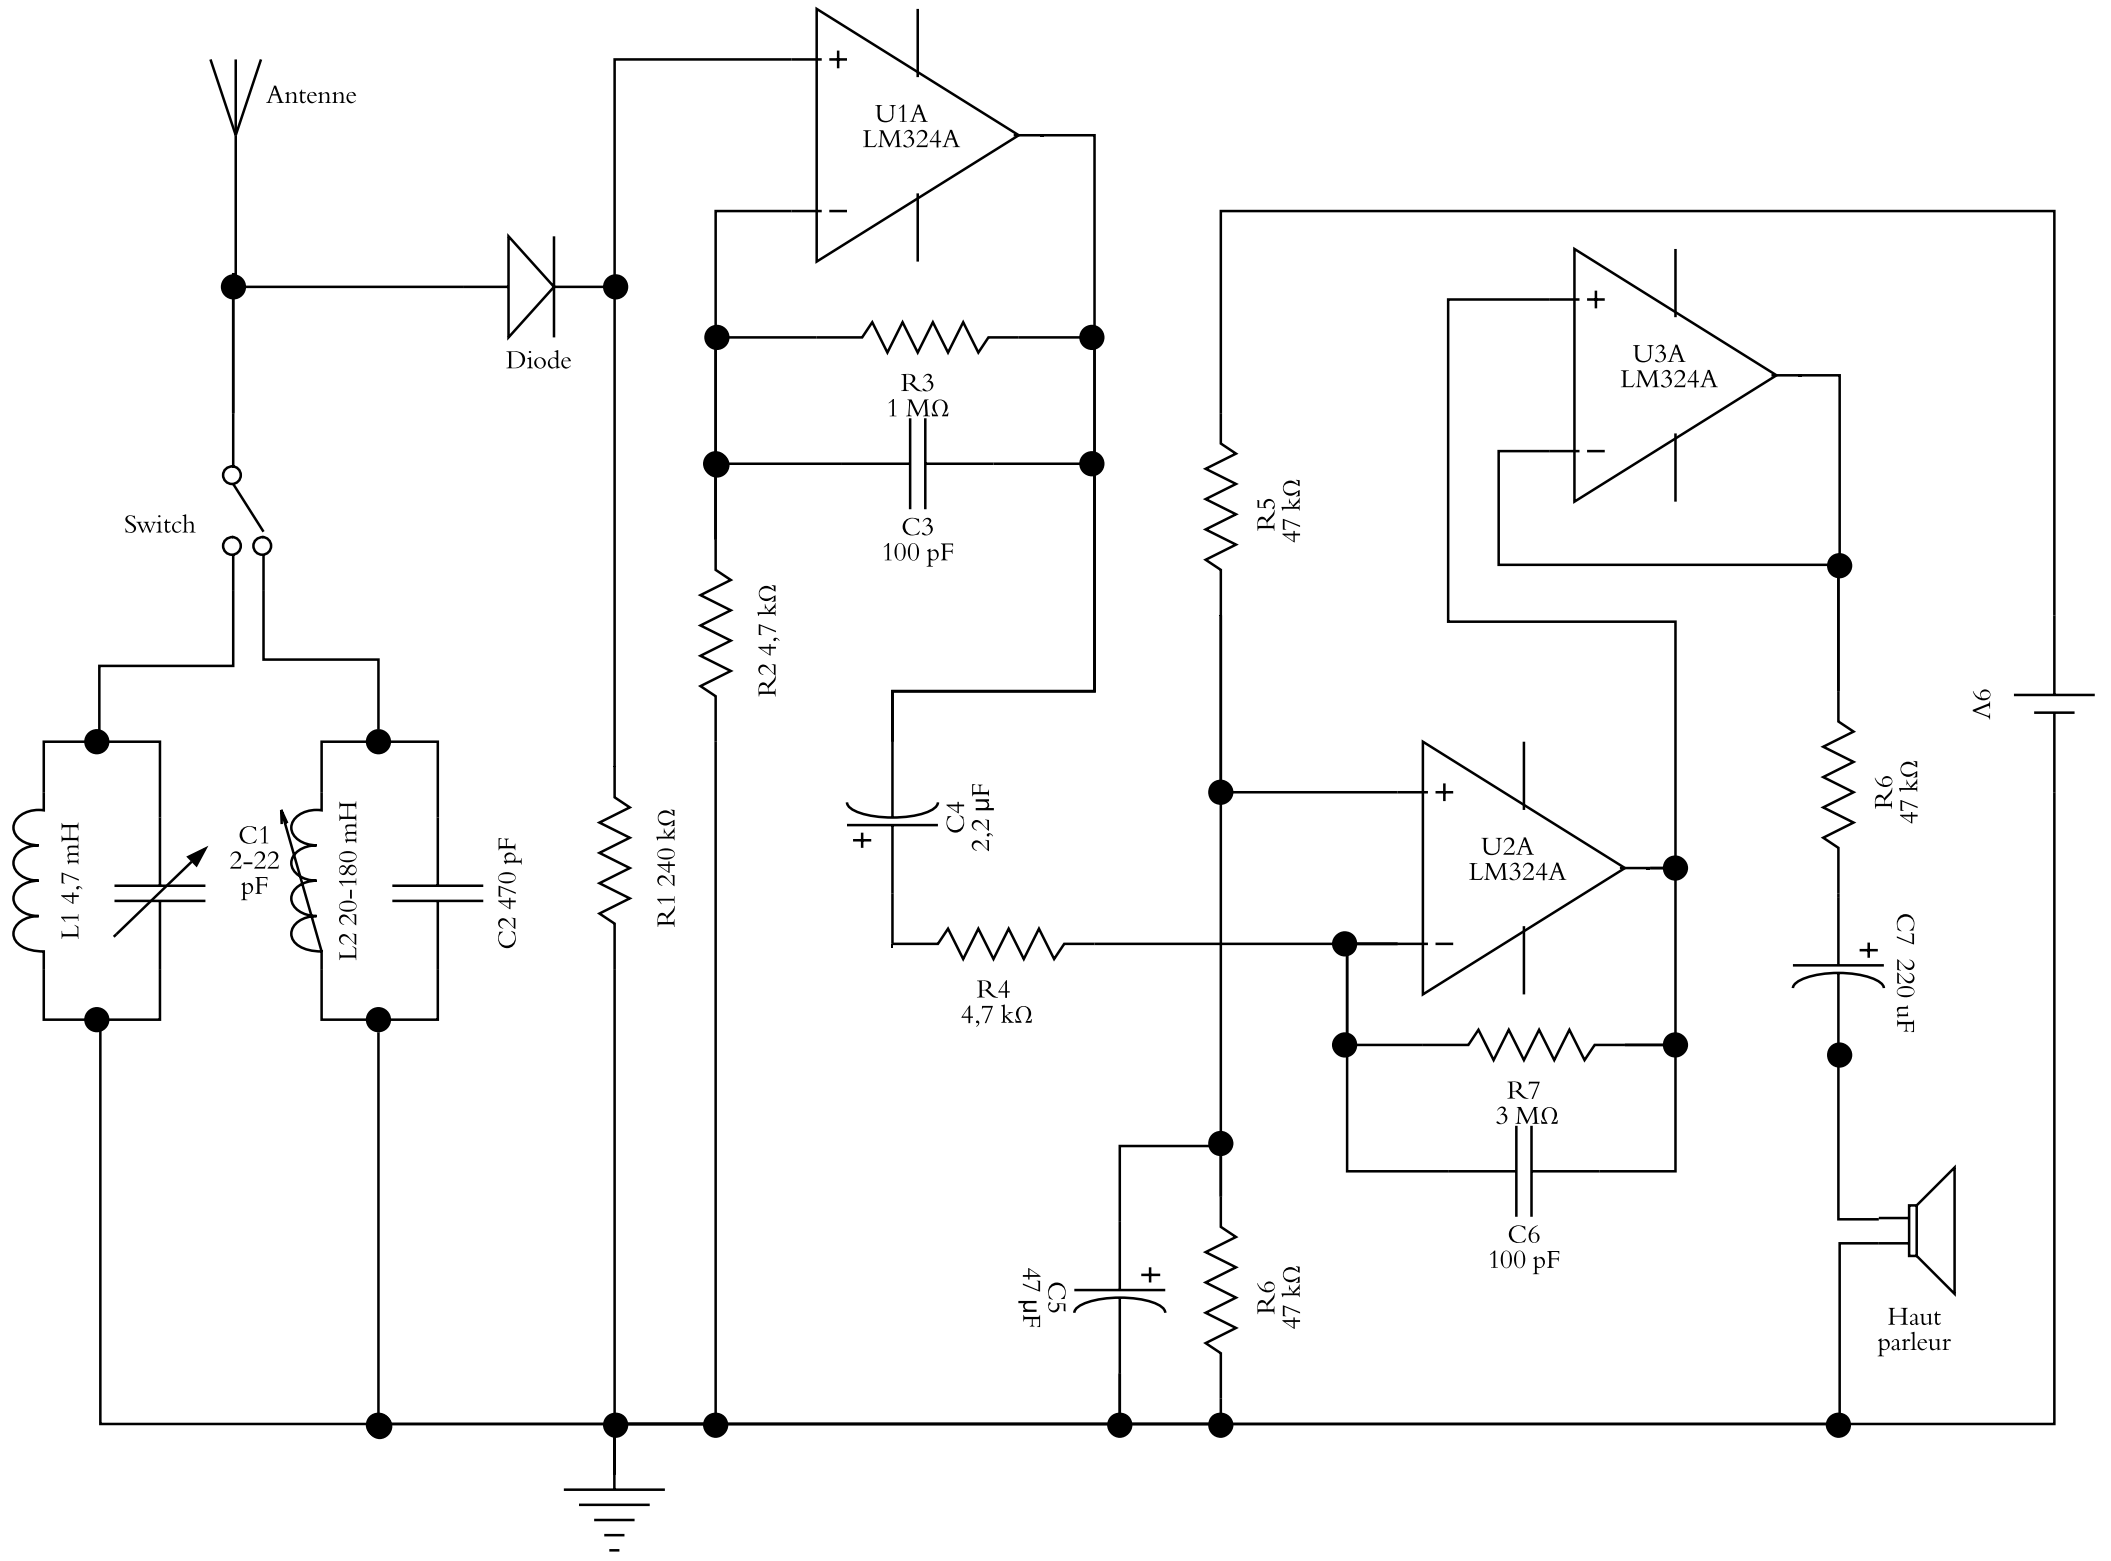 Antenne
+
U1A
LM324A
−
Diode
R3
1 MΩ
C3
100 pF
Switch
R2 4,7 kΩ
R5
47 kΩ
+
U3A
LM324A
−
9V
L1 4,7 mH
C1
2-22
pF
L2 20-180 mH
C2 470 pF
R1 240 kΩ
+
C4
2,2 µF
R4
4,7 kΩ
+
U2A
LM324A
−
R6
47 kΩ
+
C7 220 uF
R7
3 MΩ
C6
100 pF
+
C5
47 µF
R6
47 kΩ
Haut
parleur